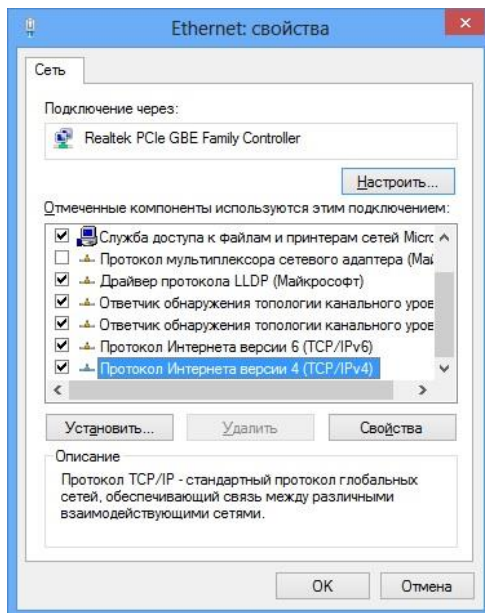 Ethernet: свойства
Сеть
Подключение через:
Realtek PCIe GBE Family Controller
Настроить...
Отмеченные компоненты используются этим подключением:
Служба доступа к файлам и принтерам сетей Micro
Протокол мультиплексора сетевого адаптера (Май
Драйвер протокола LLDP (Майкрософт)
Ответчик обнаружения топологии канального уров
Ответчик обнаружения топологии канального уров
Протокол Интернета версии 6 (TCP/IPv6)
Протокол Интернета версии 4 (TCP/IPv4)
Установить...
Удалить
Свойства
Описание
Протокол TCP/IP - стандартный протокол глобальных
сетей, обеспечивающий связь между различными
взаимодействующими сетями.
OK
Отмена